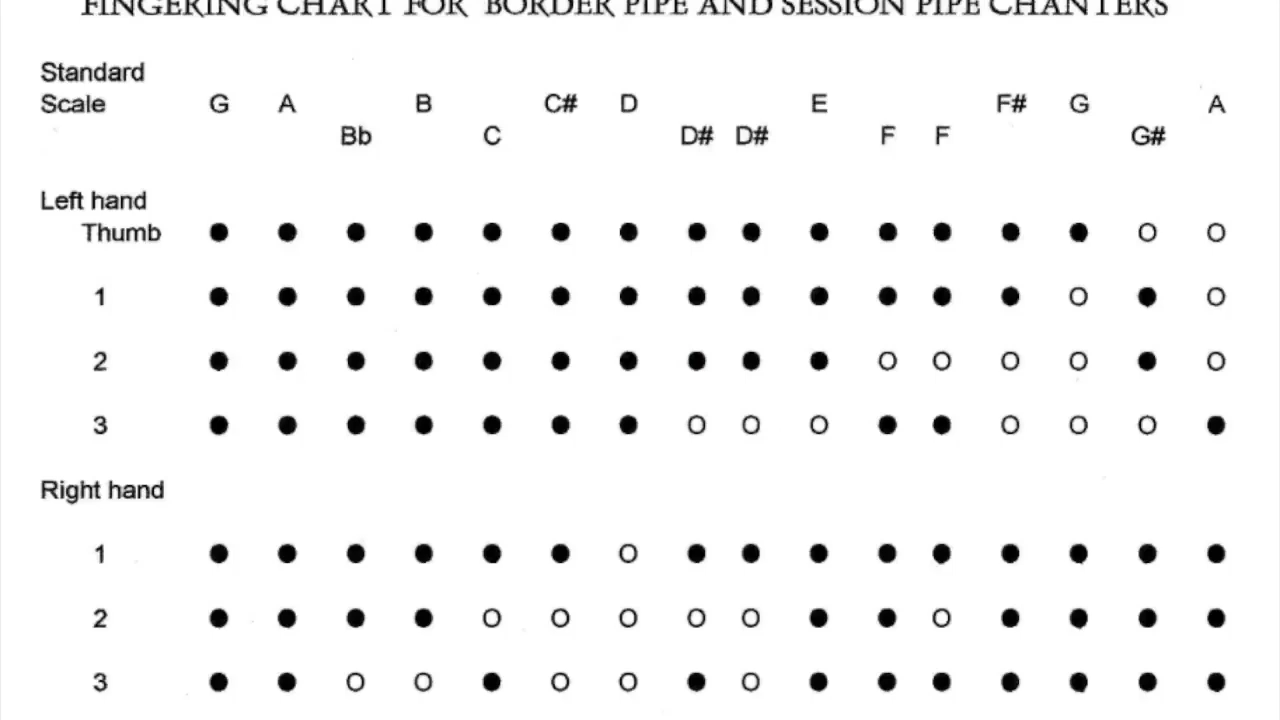 FINGERING CHART FOR BORDER PIPE AND SESSION PIPE CHANTERS
Standard
Scale G A B C# D E F# G A
Bb C D# D# F F G#
Left hand
Thumb ● ● ● ● ● ● ● ● ● ● ● ● ● ● O O
1 ● ● ● ● ● ● ● ● ● ● ● ● ● O ● O
2 ● ● ● ● ● ● ● ● ● ● O O O O ● O
3 ● ● ● ● ● ● ● O O O ● ● O O O ●
Right hand
1 ● ● ● ● ● ● O ● ● ● ● ● ● ● ● ●
2 ● ● ● ● O O O O O ● ● O ● ● ● ●
3 ● ● O O ● O O ● O ● ● ● ● ● ● ●